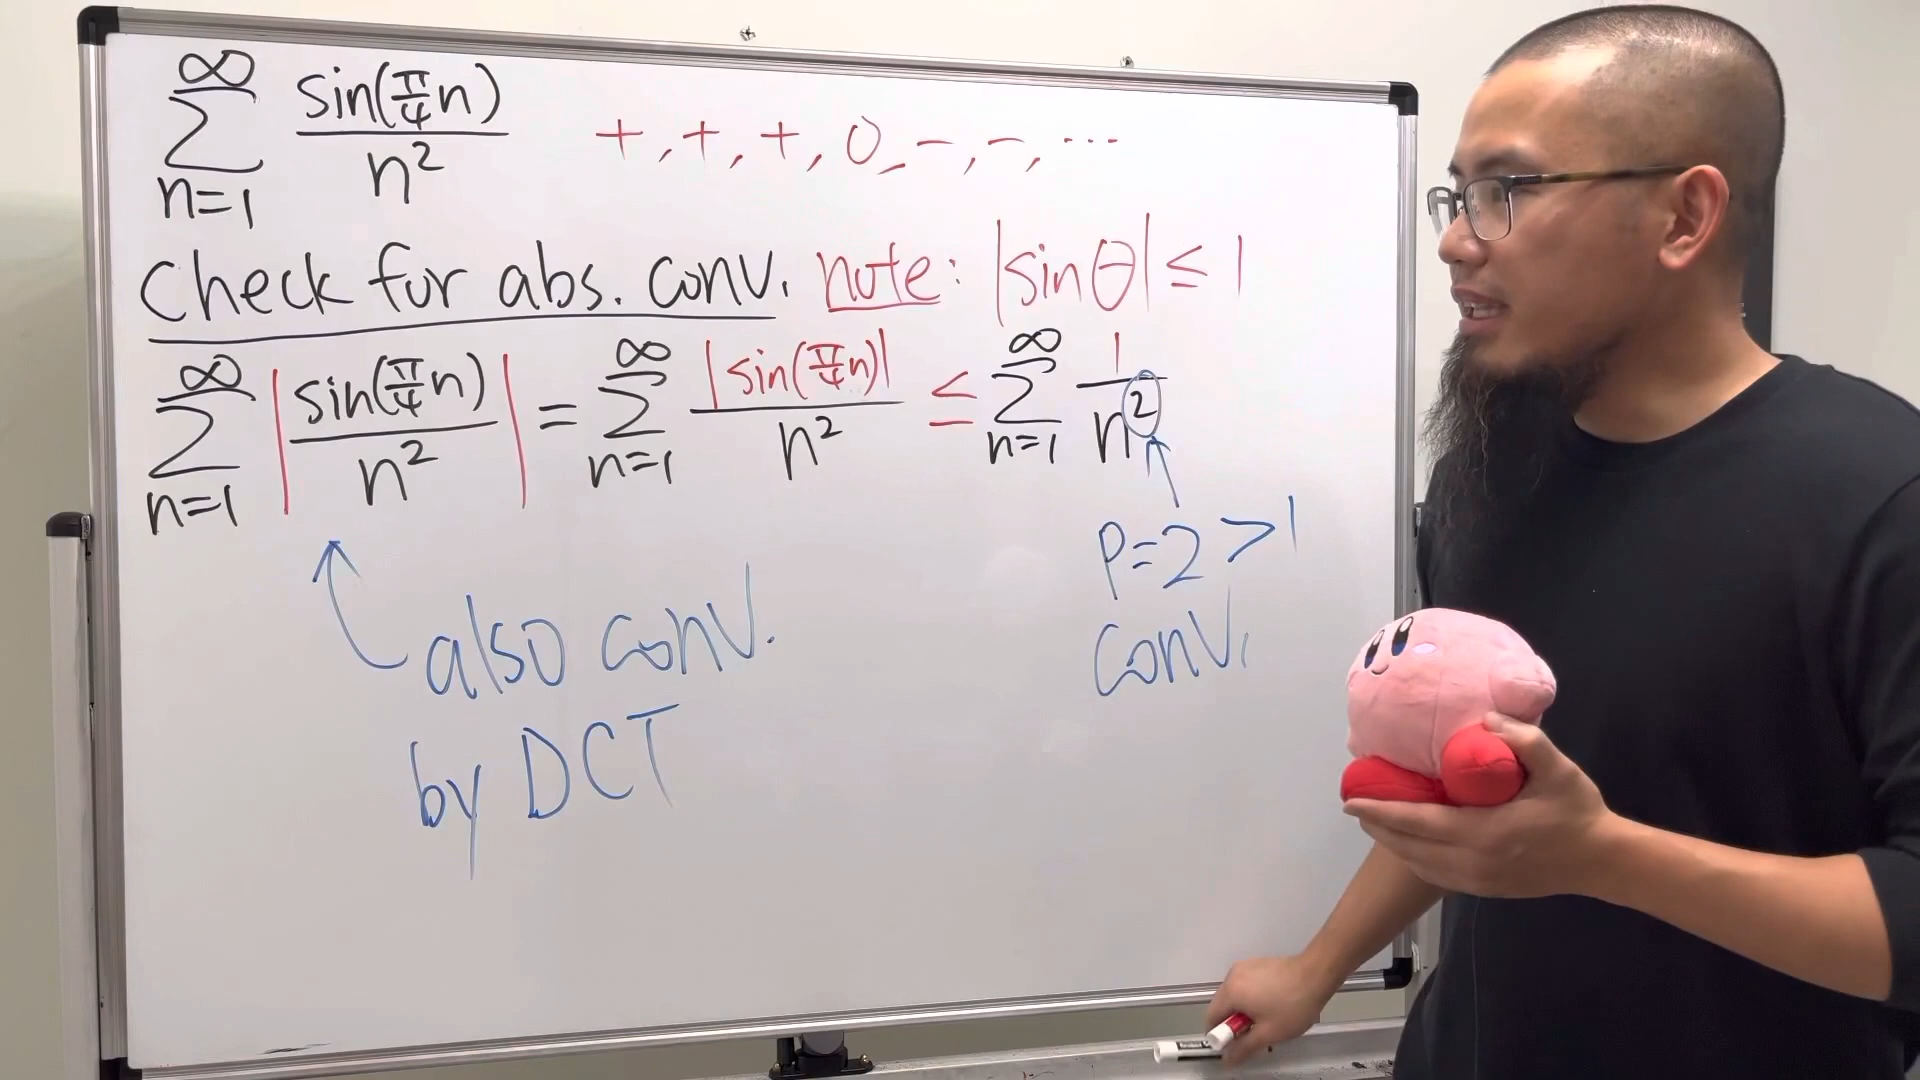 ∞
∑ sin(π/4 n)/n² +, +, +, 0, -, -, ...
n=1
Check for abs. conv. note: |sin θ| ≤ 1
∞ ∞ ∞
∑ |sin(π/4 n)/n²| = ∑ |sin(π/4 n)|/n² ≤ ∑ 1/n²
n=1 n=1 n=1
p=2 >1
conv.
also conv.
by DCT